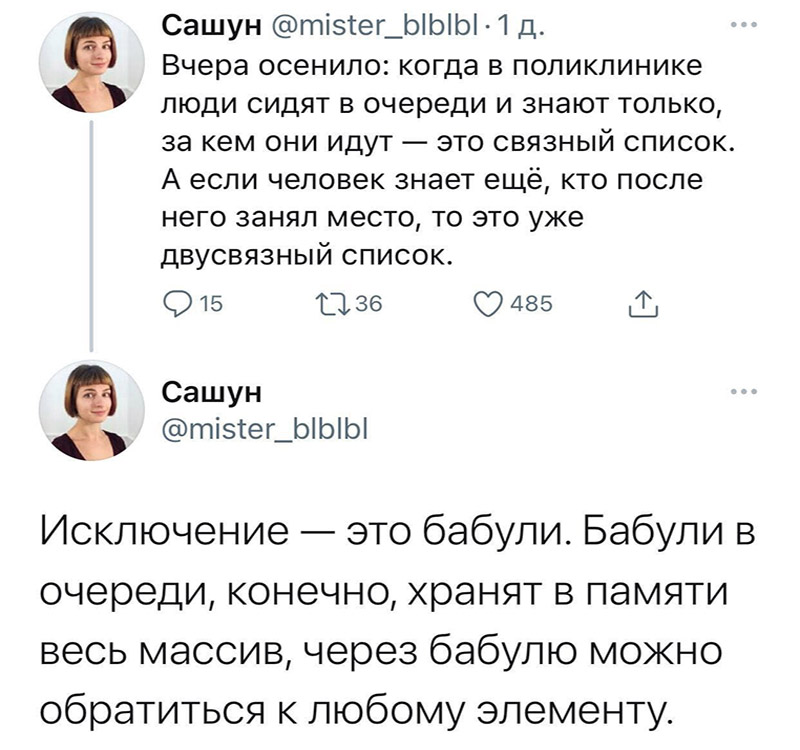 Сашун @mister_blblbl · 1 д.
Вчера осенило: когда в поликлинике
люди сидят в очереди и знают только,
за кем они идут — это связный список.
А если человек знает ещё, кто после
него занял место, то это уже
двусвязный список.
15 36 485
Сашун
@mister_blblbl
Исключение — это бабули. Бабули в
очереди, конечно, хранят в памяти
весь массив, через бабулю можно
обратиться к любому элементу.